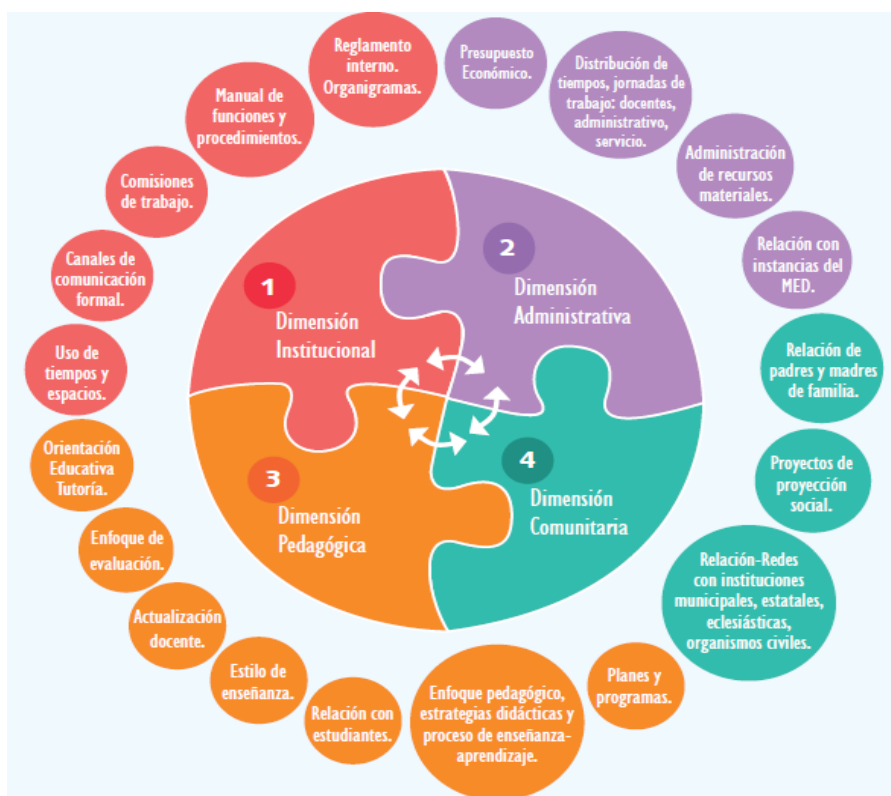 Reglamento
interno.
Organigramas.
Presupuesto
Económico.
Distribución de
tiempos, jornadas de
trabajo: docentes,
administrativo,
servicio.
Manual de
funciones y
procedimientos.
Administración
de recursos
materiales.
Comisiones
de trabajo.
Relación con
instancias del
MED.
Canales de
comunicación
formal.
Uso de
tiempos y
espacios.
Relación de
padres y madres
de familia.
1
Dimensión
Institucional
2
Dimensión
Administrativa
3
Dimensión
Pedagógica
4
Dimensión
Comunitaria
Orientación
Educativa
Tutoría.
Proyectos de
proyección
social.
Enfoque de
evaluación.
Relación-Redes
con instituciones
municipales, estatales,
eclesiásticas,
organismos civiles.
Actualización
docente.
Estilo de
enseñanza.
Relación con
estudiantes.
Enfoque pedagógico,
estrategias didácticas y
proceso de enseñanza-
aprendizaje.
Planes y
programas.